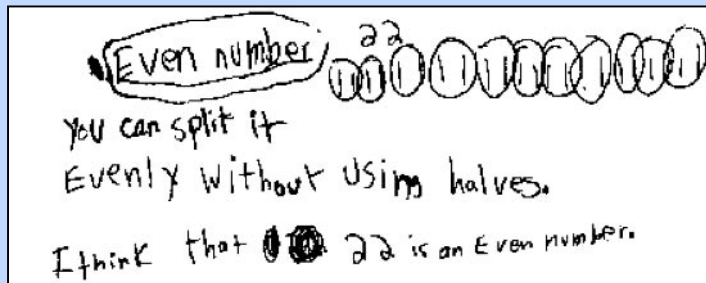 Even number 22
you can split it
Evenly without using halves.
I think that 22 is an Even number.